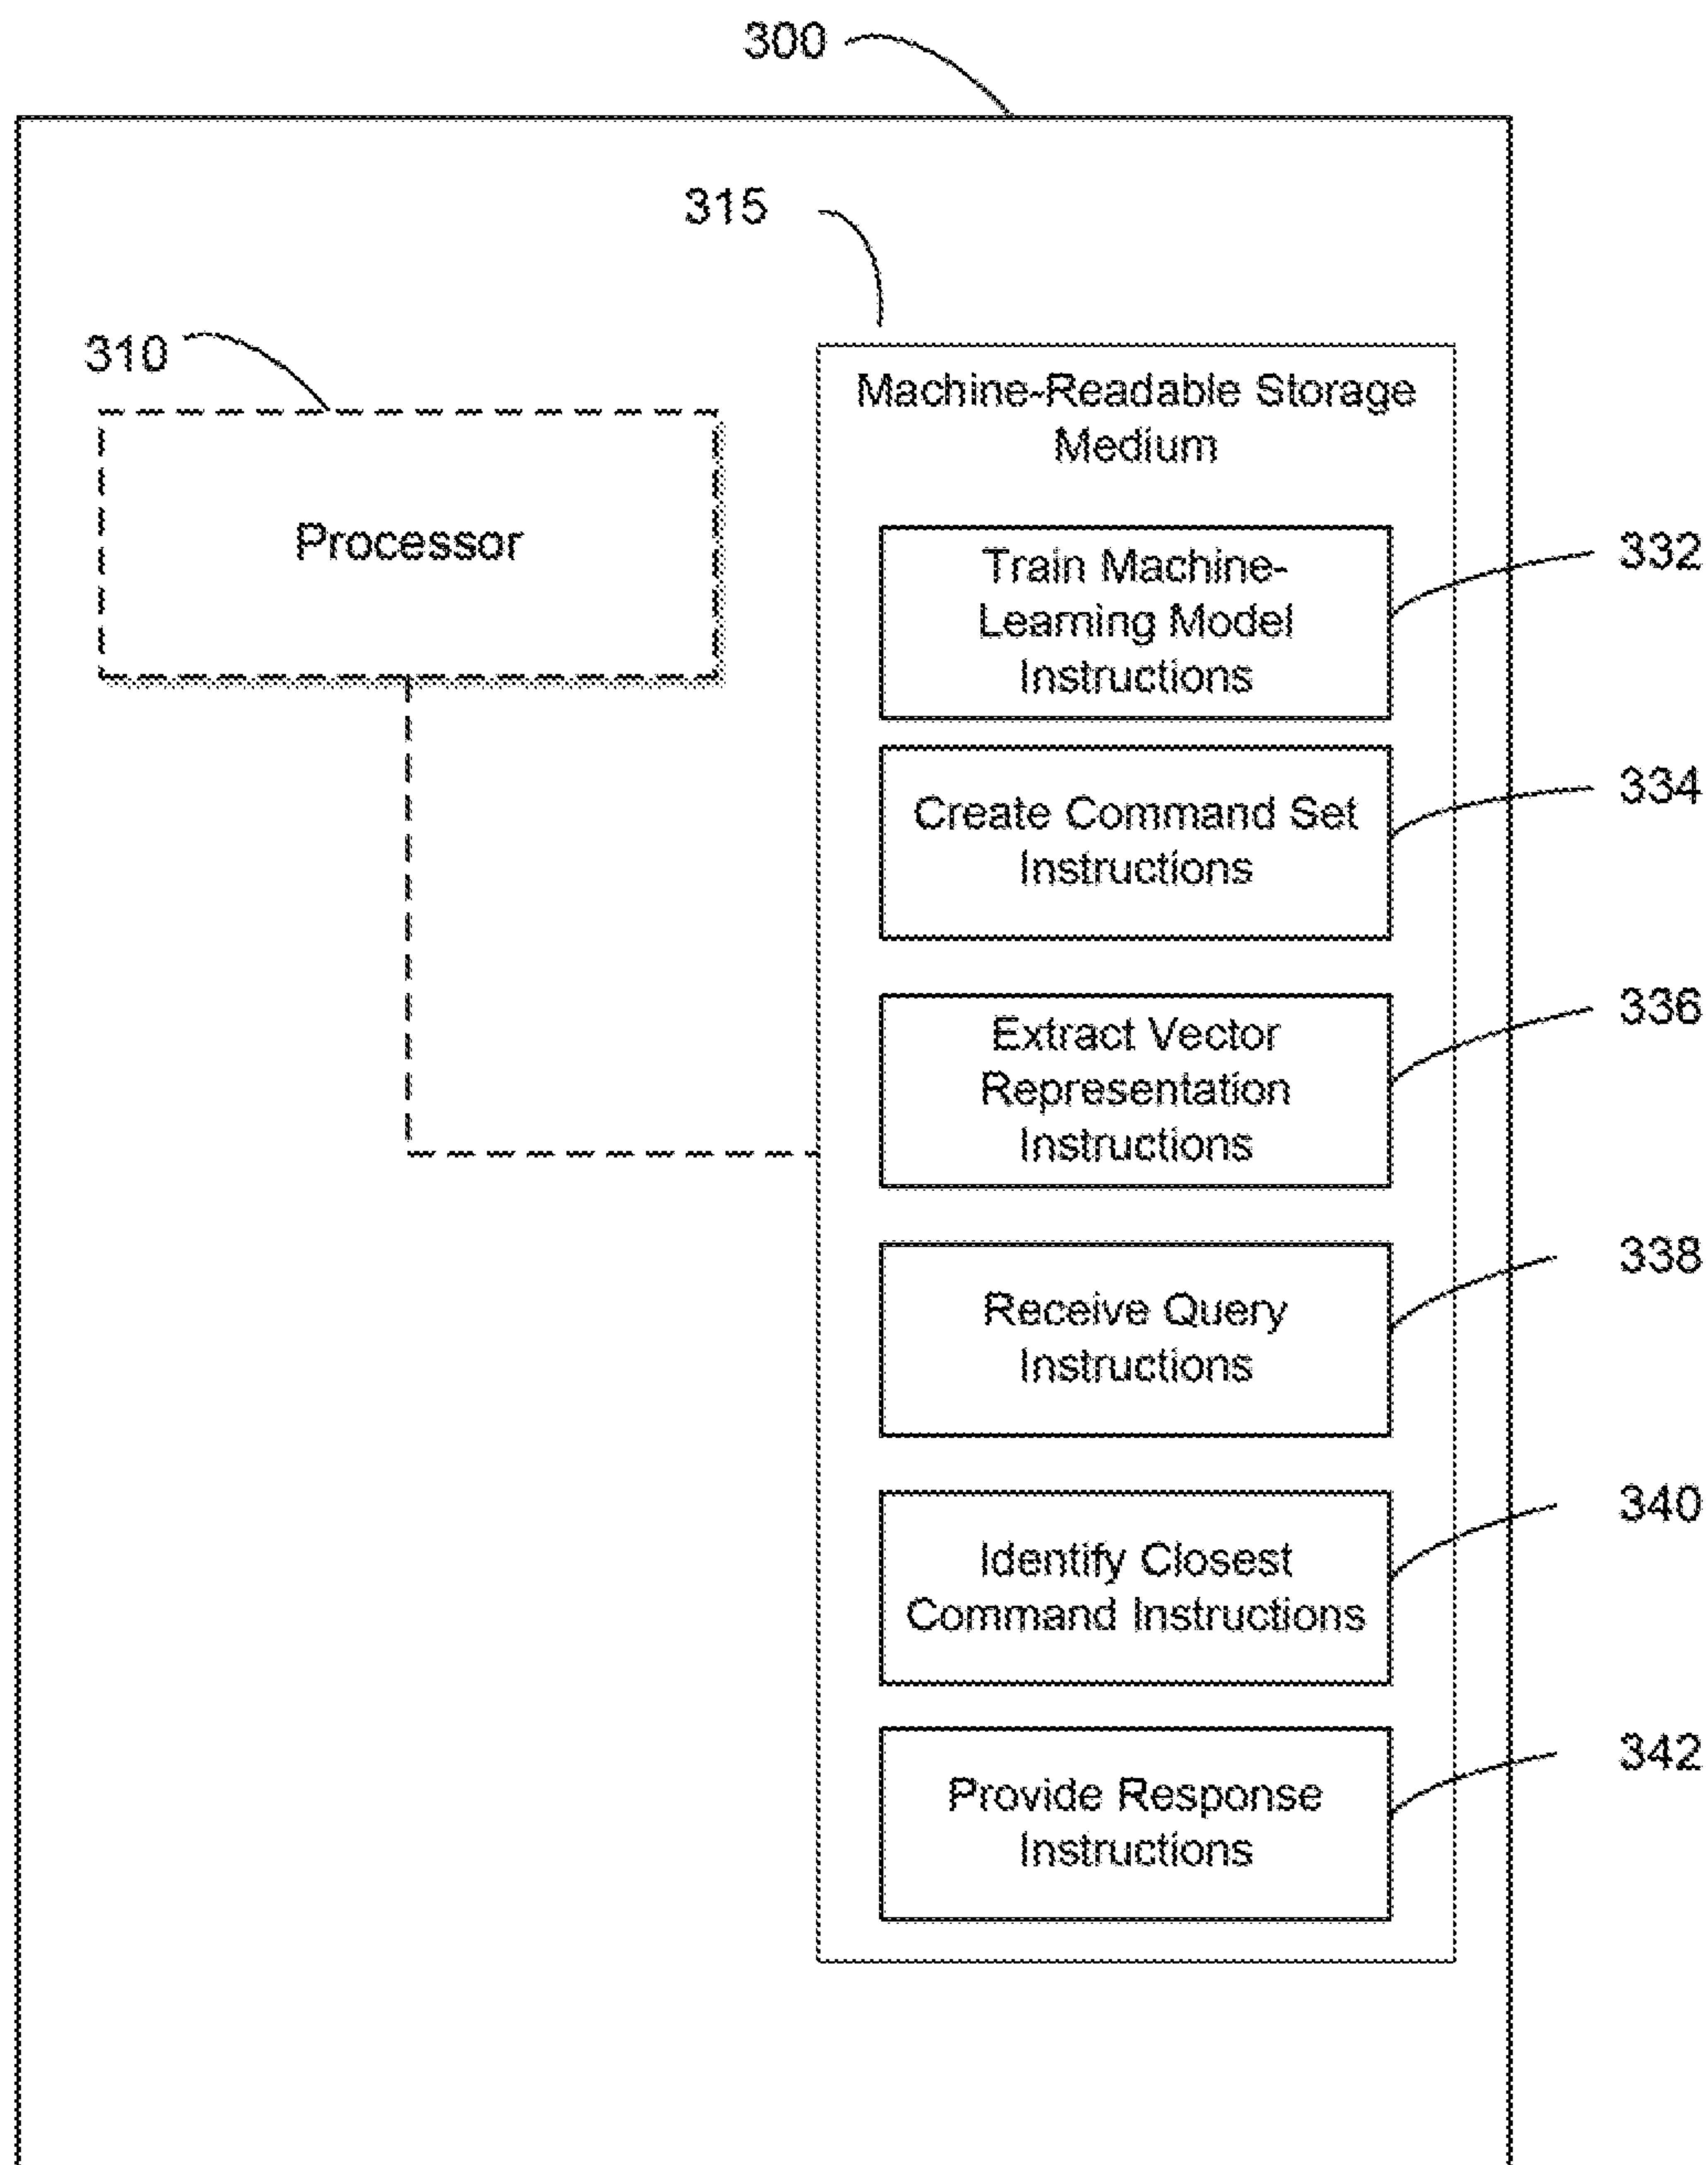 300
315
310
Machine-Readable Storage
Medium
Processor
Train Machine-
Learning Model
Instructions
332
Create Command Set
Instructions
334
Extract Vector
Representation
Instructions
336
Receive Query
Instructions
338
Identify Closest
Command Instructions
340
Provide Response
Instructions
342